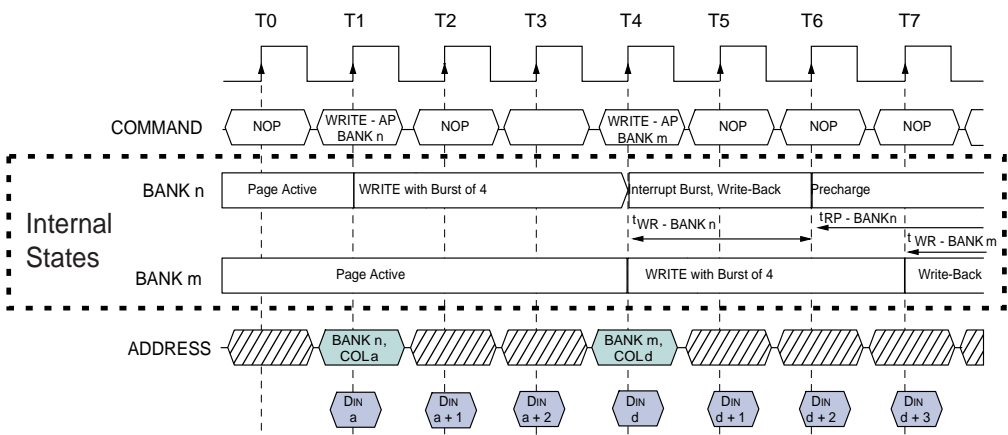 T0 T1 T2 T3 T4 T5 T6 T7
COMMAND NOP WRITE - AP BANK n NOP WRITE - AP BANK m NOP NOP NOP
Internal States
BANK n Page Active WRITE with Burst of 4 Interrupt Burst, Write-Back Precharge
tWR - BANK n tRP - BANK n
t WR - BANK m
BANK m Page Active WRITE with Burst of 4 Write-Back
ADDRESS BANK n, COL a BANK m, COL d
DIN a DIN a + 1 DIN a + 2 DIN d DIN d + 1 DIN d + 2 DIN d + 3